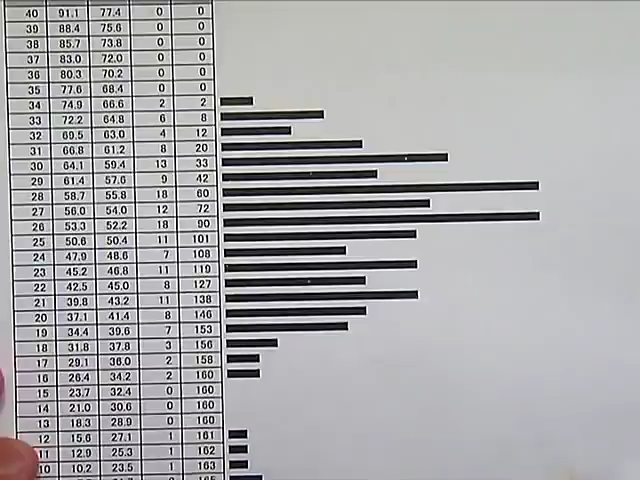 40 91.1 77.4 0 0
39 88.4 75.6 0 0
38 85.7 73.8 0 0
37 83.0 72.0 0 0
36 80.3 70.2 0 0
35 77.6 68.4 0 0
34 74.9 66.6 2 2
33 72.2 64.8 6 8
32 69.5 63.0 4 12
31 66.8 61.2 8 20
30 64.1 59.4 13 33
29 61.4 57.6 9 42
28 58.7 55.8 18 60
27 56.0 54.0 12 72
26 53.3 52.2 18 90
25 50.6 50.4 11 101
24 47.9 48.6 7 108
23 45.2 46.8 11 119
22 42.5 45.0 8 127
21 39.8 43.2 11 138
20 37.1 41.4 8 146
19 34.4 39.6 7 153
18 31.8 37.8 3 156
17 29.1 36.0 2 158
16 26.4 34.2 2 160
15 23.7 32.4 0 160
14 21.0 30.6 0 160
13 18.3 28.9 0 160
12 15.6 27.1 1 161
11 12.9 25.3 1 162
10 10.2 23.5 1 163